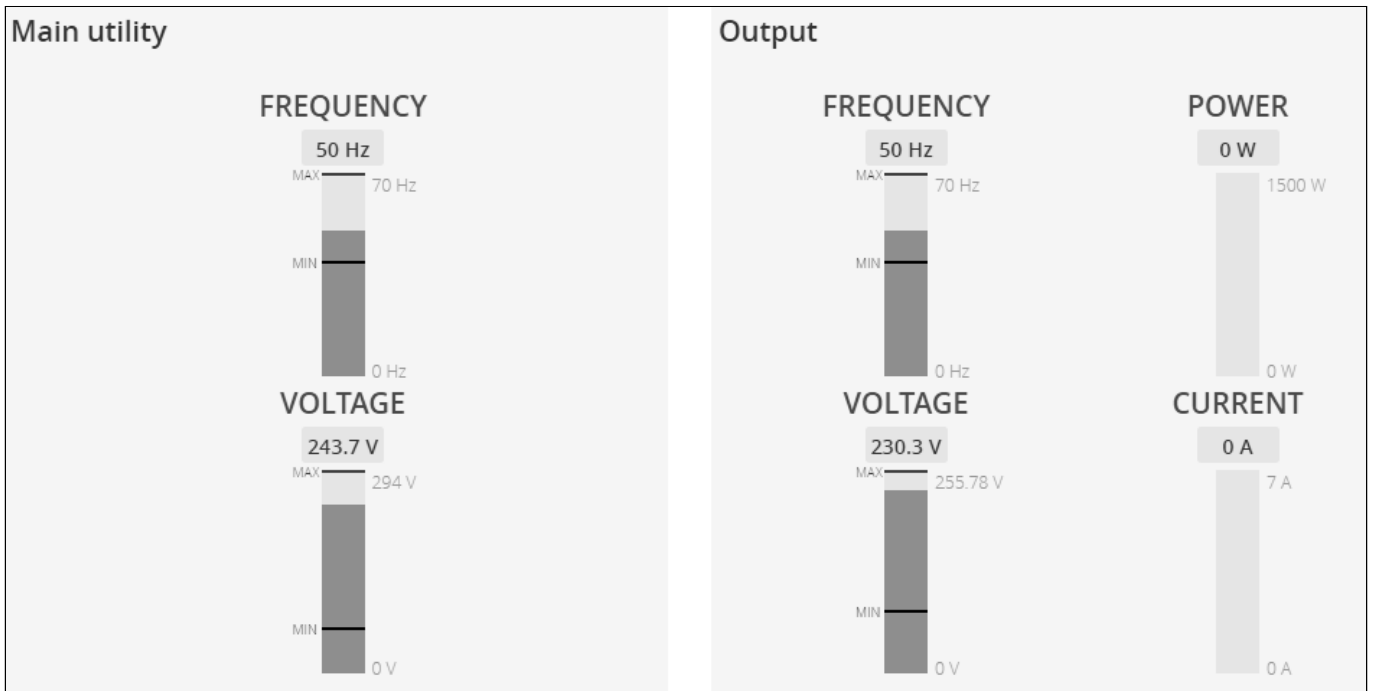 Main utility
FREQUENCY
50 Hz
MAX
70 Hz
MIN
0 Hz
VOLTAGE
243.7 V
MAX
294 V
MIN
0 V
Output
FREQUENCY
50 Hz
MAX
70 Hz
MIN
0 Hz
POWER
0 W
1500 W
0 W
VOLTAGE
230.3 V
MAX
255.78 V
MIN
0 V
CURRENT
0 A
7 A
0 A